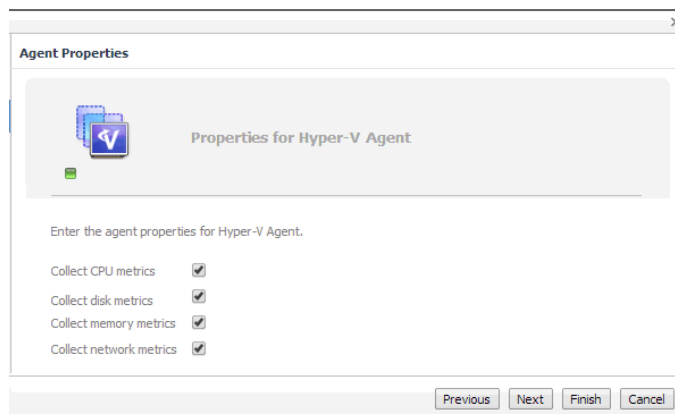 Agent Properties
Properties for Hyper-V Agent
Enter the agent properties for Hyper-V Agent.
Collect CPU metrics
Collect disk metrics
Collect memory metrics
Collect network metrics
Previous Next Finish Cancel